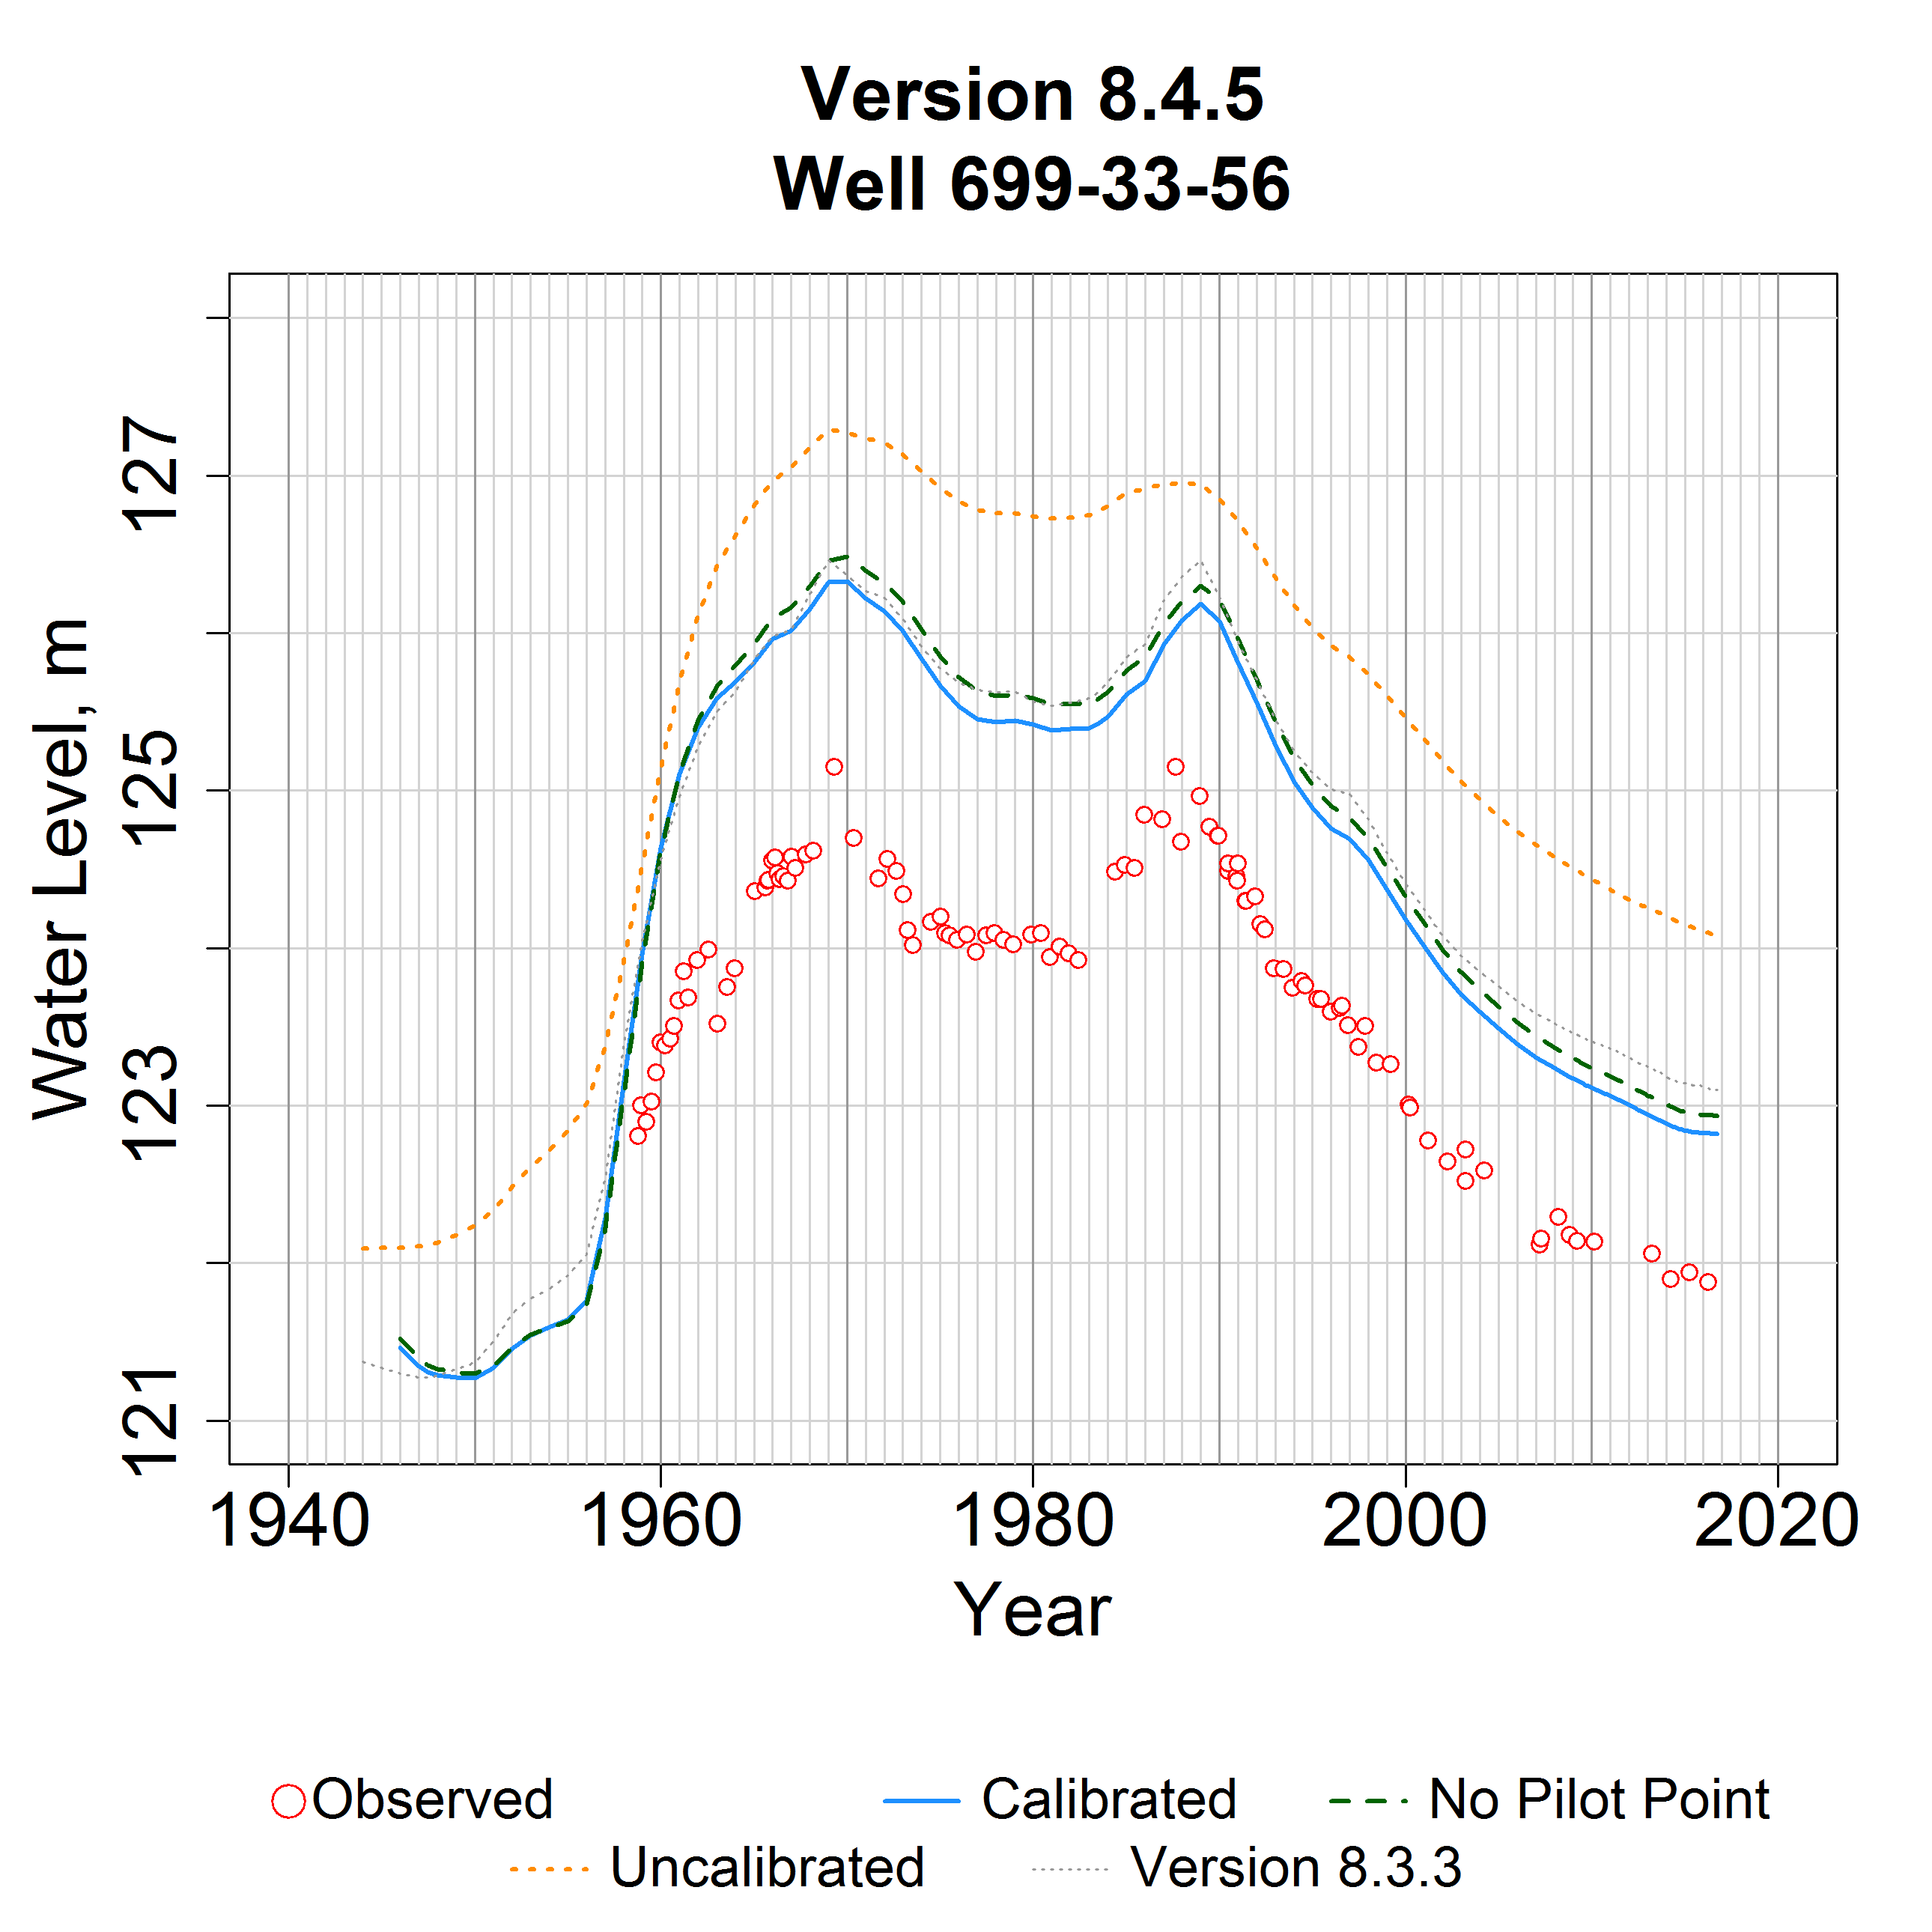 Version 8.4.5
Well 699-33-56
Water Level, m
127
125
123
121
1940 1960 1980 2000 2020
Year
Observed Calibrated No Pilot Point
Uncalibrated Version 8.3.3